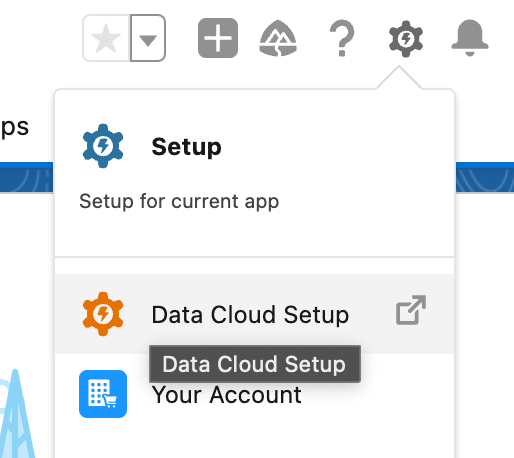 ps
Setup
Setup for current app
Data Cloud Setup
Data Cloud Setup
Your Account